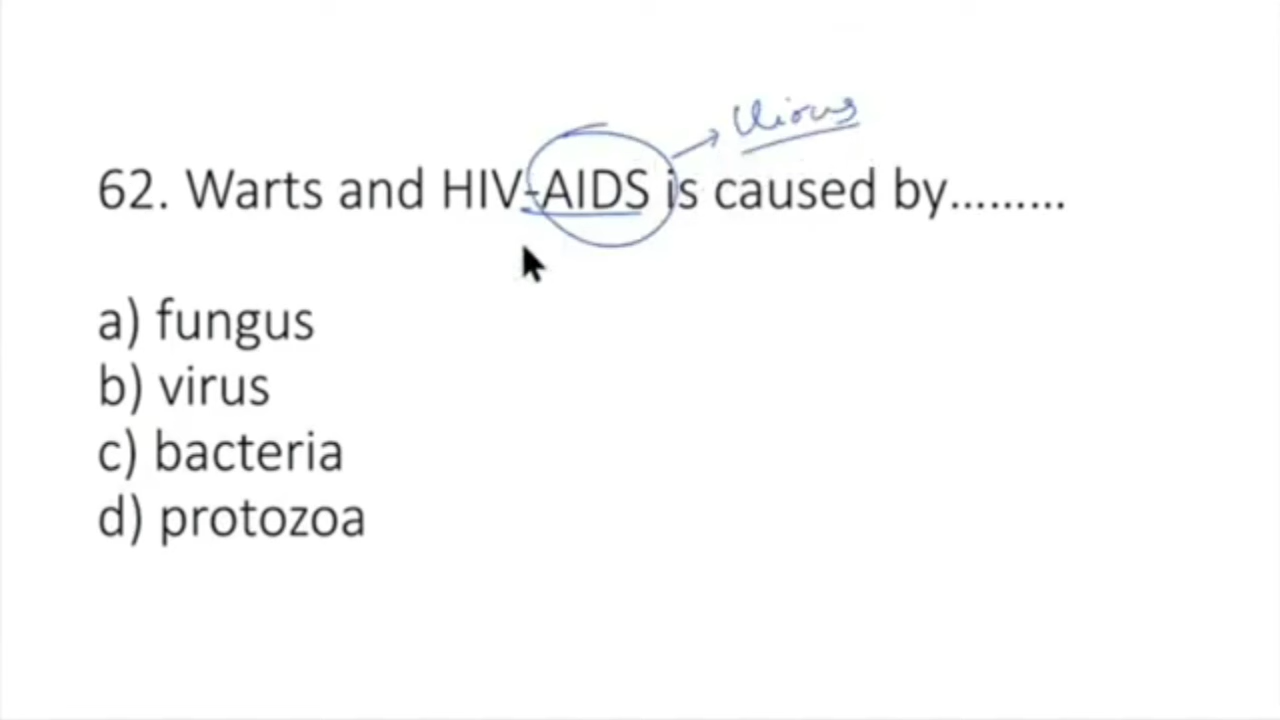 Virus
62. Warts and HIV-AIDS is caused by.........
a) fungus
b) virus
c) bacteria
d) protozoa